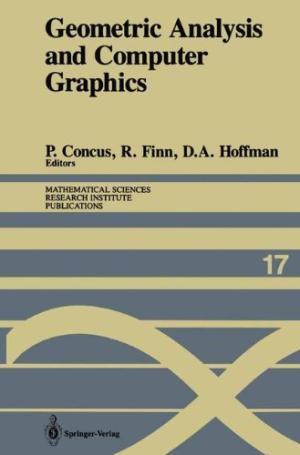 Geometric Analysis
and Computer
Graphics
P. Concus, R. Finn, D.A. Hoffman
Editors
MATHEMATICAL SCIENCES
RESEARCH INSTITUTE
PUBLICATIONS
17
Springer-Verlag